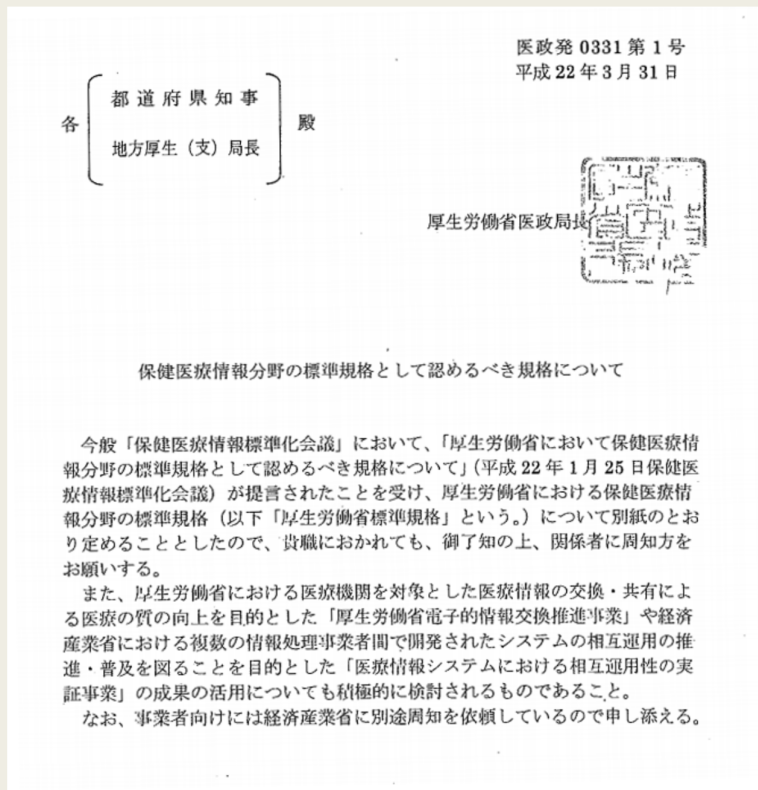 医政発0331第1号
平成22年3月31日
各
都道府県知事
地方厚生(支)局長
殿
厚生労働省医政局長
保健医療情報分野の標準規格として認めるべき規格について
今般「保健医療情報標準化会議」において、「厚生労働省において保健医療情
報分野の標準規格として認めるべき規格について」(平成22年1月25日保健医
療情報標準化会議)が提言されたことを受け、厚生労働省における保健医療情
報分野の標準規格(以下「厚生労働省標準規格」という。)について別紙のとお
り定めることとしたので、貴職におかれても、御了知の上、関係者に周知方を
お願いする。
また、厚生労働省における医療機関を対象とした医療情報の交換・共有によ
る医療の質の向上を目的とした「厚生労働省電子的情報交換推進事業」や経済
産業省における複数の情報処理事業者間で開発されたシステムの相互運用の推
進・普及を図ることを目的とした「医療情報システムにおける相互運用性の実
証事業」の成果の活用についても積極的に検討されるものであること。
なお、事業者向けには経済産業省に別途周知を依頼しているので申し添える。